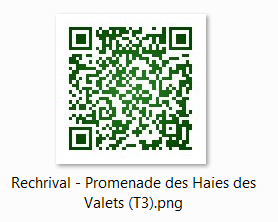 Rechrival - Promenade des Haies des
Valets (T3).png